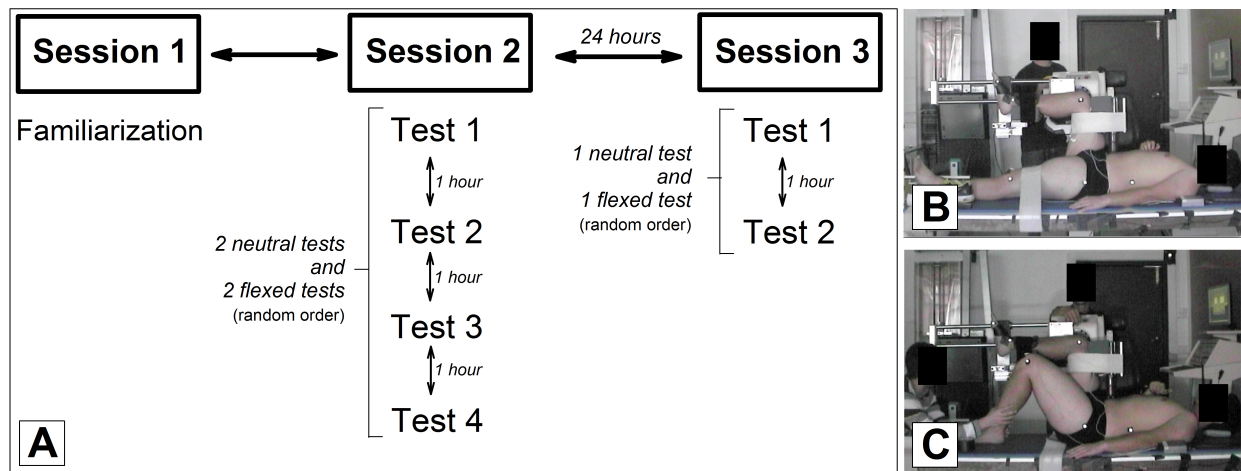 Session 1
Session 2
24 hours
Session 3
Familiarization
Test 1
1 hour
Test 2
1 hour
Test 3
1 hour
Test 4
2 neutral tests
and
2 flexed tests
(random order)
1 neutral test
and
1 flexed test
(random order)
Test 1
1 hour
Test 2
A
B
C